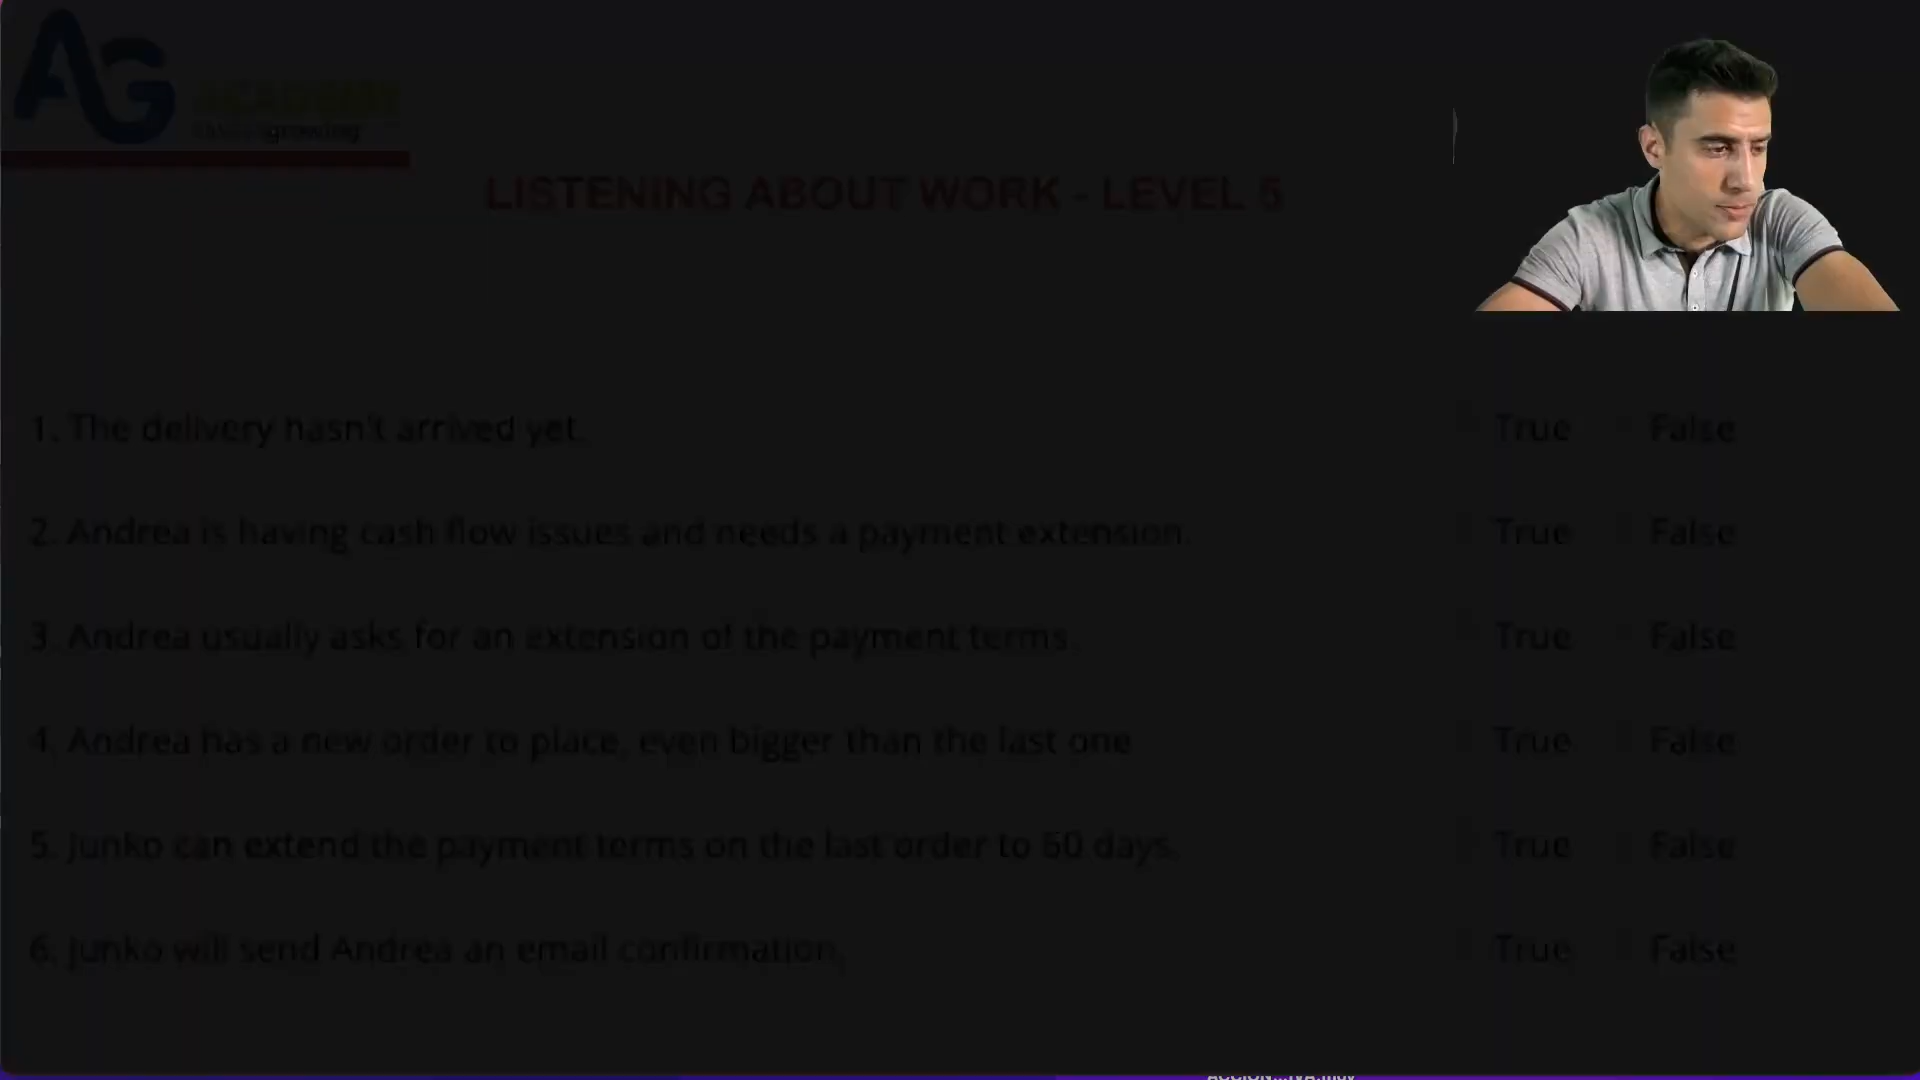 AG
ACADEMY
growing
LISTENING ABOUT WORK - LEVEL 5
1. The delivery hasn't arrived yet. True False
2. Andrea is having cash flow issues and needs a payment extension. True False
3. Andrea usually asks for an extension of the payment terms. True False
4. Andrea has a new order to place, even bigger than the last one True False
5. Junko can extend the payment terms on the last order to 60 days. True False
6. Junko will send Andrea an email confirmation. True False